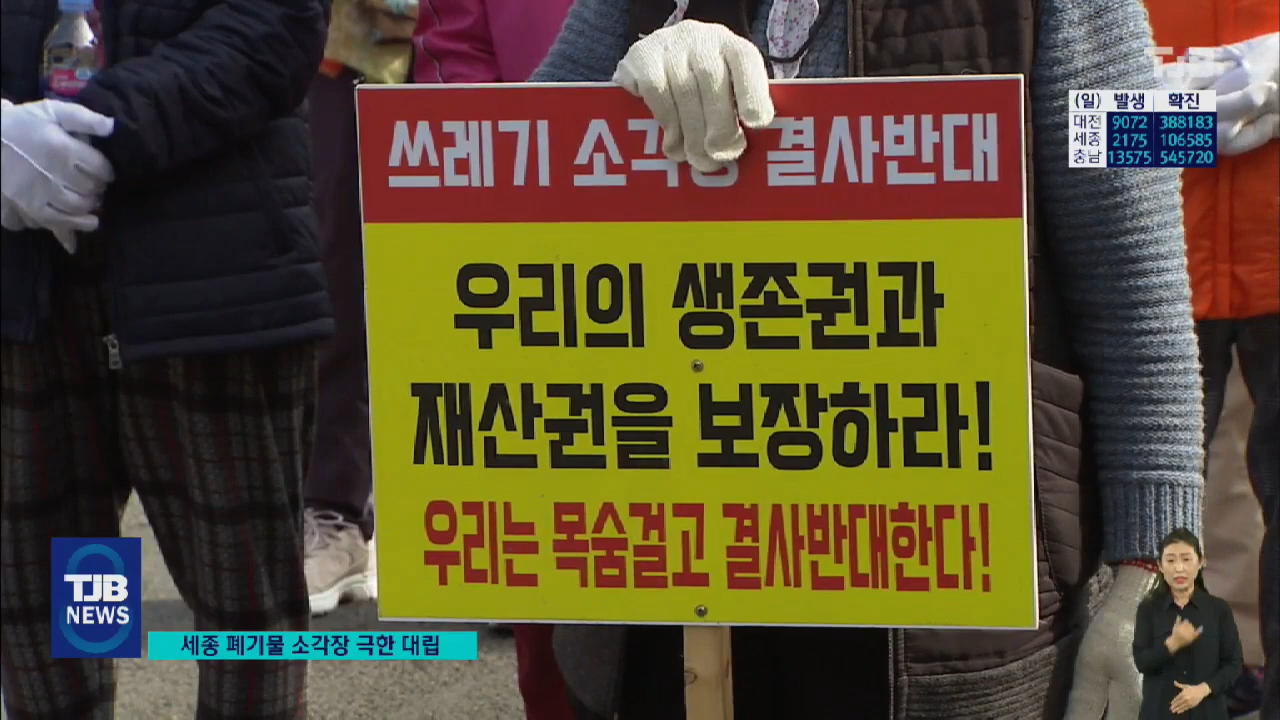 TJB
(일) 발생 확진
대전 9072 388183
세종 2175 106585
충남 13575 545720
쓰레기 소각장 결사반대
우리의 생존권과
재산권을 보장하라!
우리는 목숨걸고 결사반대한다!
8
TJB
NEWS
세종 폐기물 소각장 극한 대립